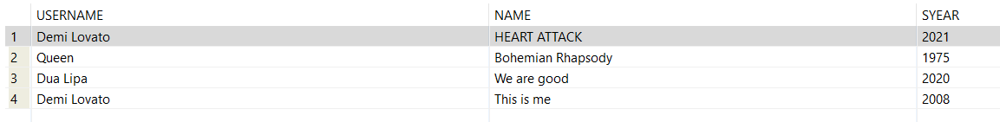 USERNAME NAME SYEAR
1 Demi Lovato HEART ATTACK 2021
2 Queen Bohemian Rhapsody 1975
3 Dua Lipa We are good 2020
4 Demi Lovato This is me 2008